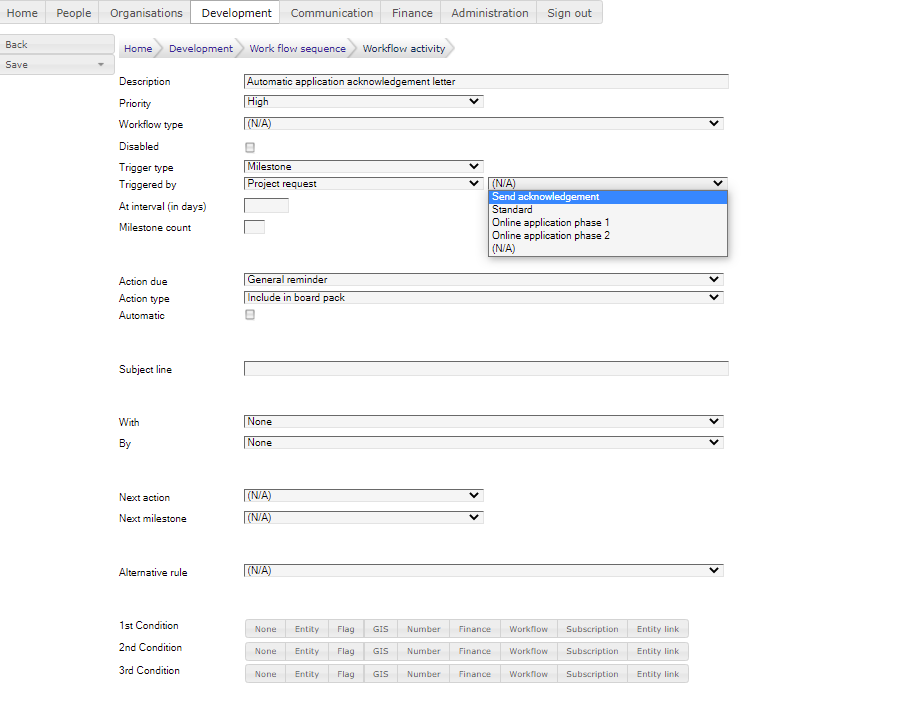 Home People Organisations Development Communication Finance Administration Sign out
Back
Save
Home Development Work flow sequence Workflow activity
Description Automatic application acknowledgement letter
Priority High
Workflow type (N/A)
Disabled
Trigger type Milestone
Triggered by Project request (N/A)
Send acknowledgement
Standard
Online application phase 1
Online application phase 2
(N/A)
At interval (in days)
Milestone count
Action due General reminder
Action type Include in board pack
Automatic
Subject line
With None
By None
Next action (N/A)
Next milestone (N/A)
Alternative rule (N/A)
1st Condition None Entity Flag GIS Number Finance Workflow Subscription Entity link
2nd Condition None Entity Flag GIS Number Finance Workflow Subscription Entity link
3rd Condition None Entity Flag GIS Number Finance Workflow Subscription Entity link